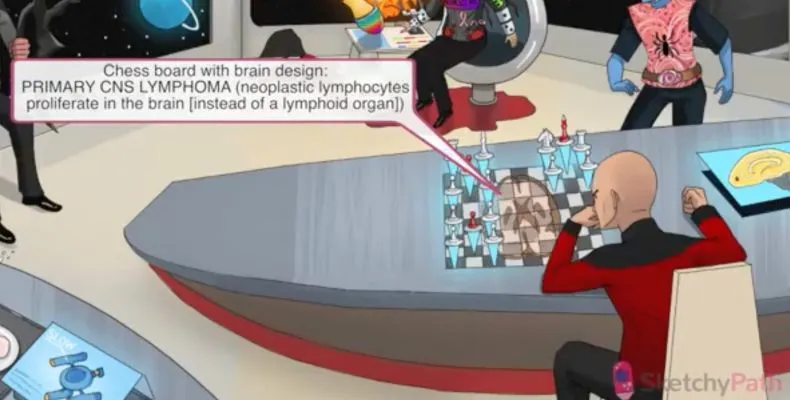 Chess board with brain design:
PRIMARY CNS LYMPHOMA (neoplastic lymphocytes
proliferate in the brain [instead of a lymphoid organ])
SLOW
SketchyPath